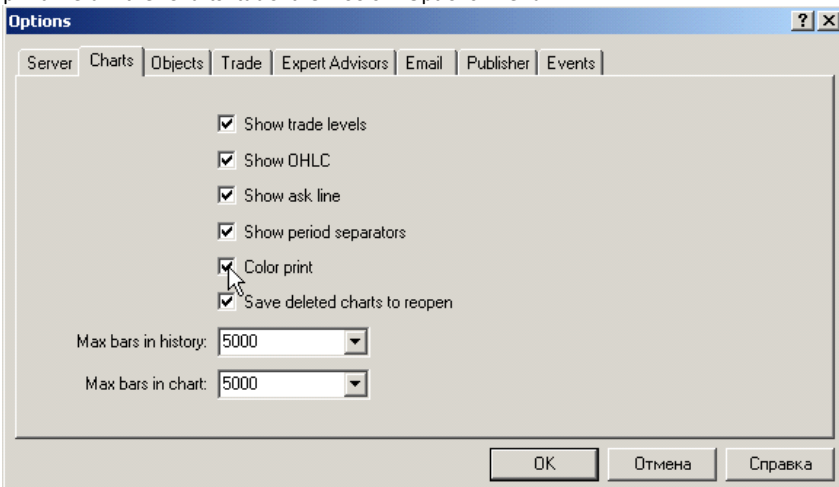 Options
Server Charts Objects Trade Expert Advisors Email Publisher Events
Show trade levels
Show OHLC
Show ask line
Show period separators
Color print
Save deleted charts to reopen
Max bars in history: 5000
Max bars in chart: 5000
OK Отмена Справка